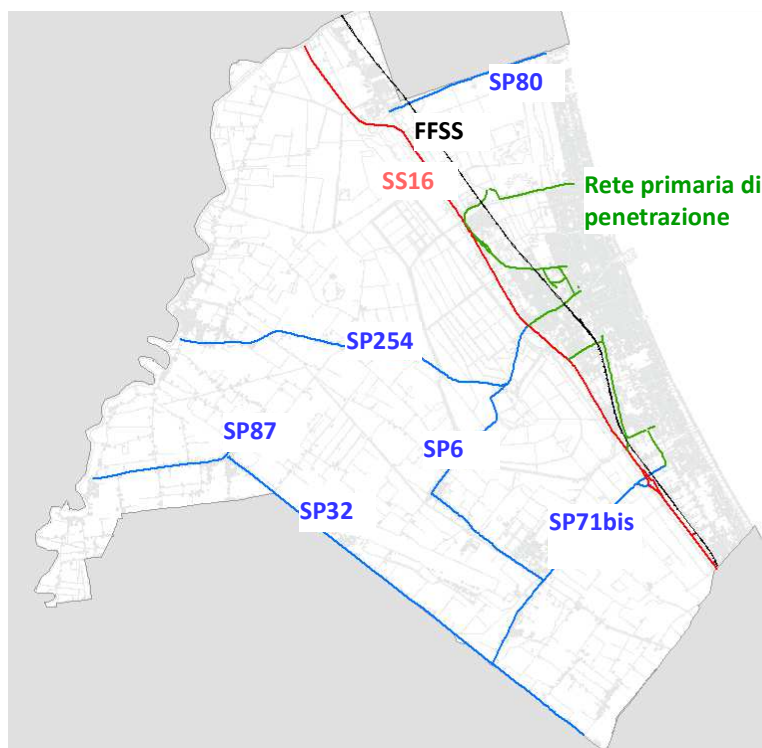 SP80
FFSS
SS16
Rete primaria di
penetrazione
SP254
SP87
SP6
SP32
SP71bis